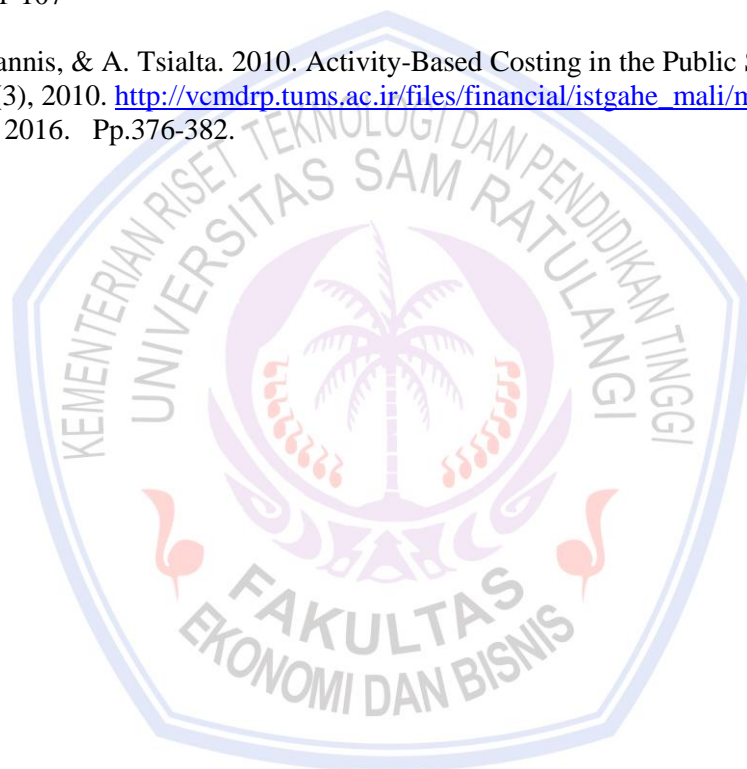 annis, & A. Tsialta. 2010. Activity-Based Costing in the Public
(3), 2010. http://vcmdrp.tums.ac.ir/files/financial/istgahe_mali/
2016. Pp.376-382.
KEMENTERIAN RISET TEKNOLOGI DAN PENDIDIKAN TINGGI
UNIVERSITAS SAM RATULANGI
FAKULTAS
EKONOMI DAN BISNIS